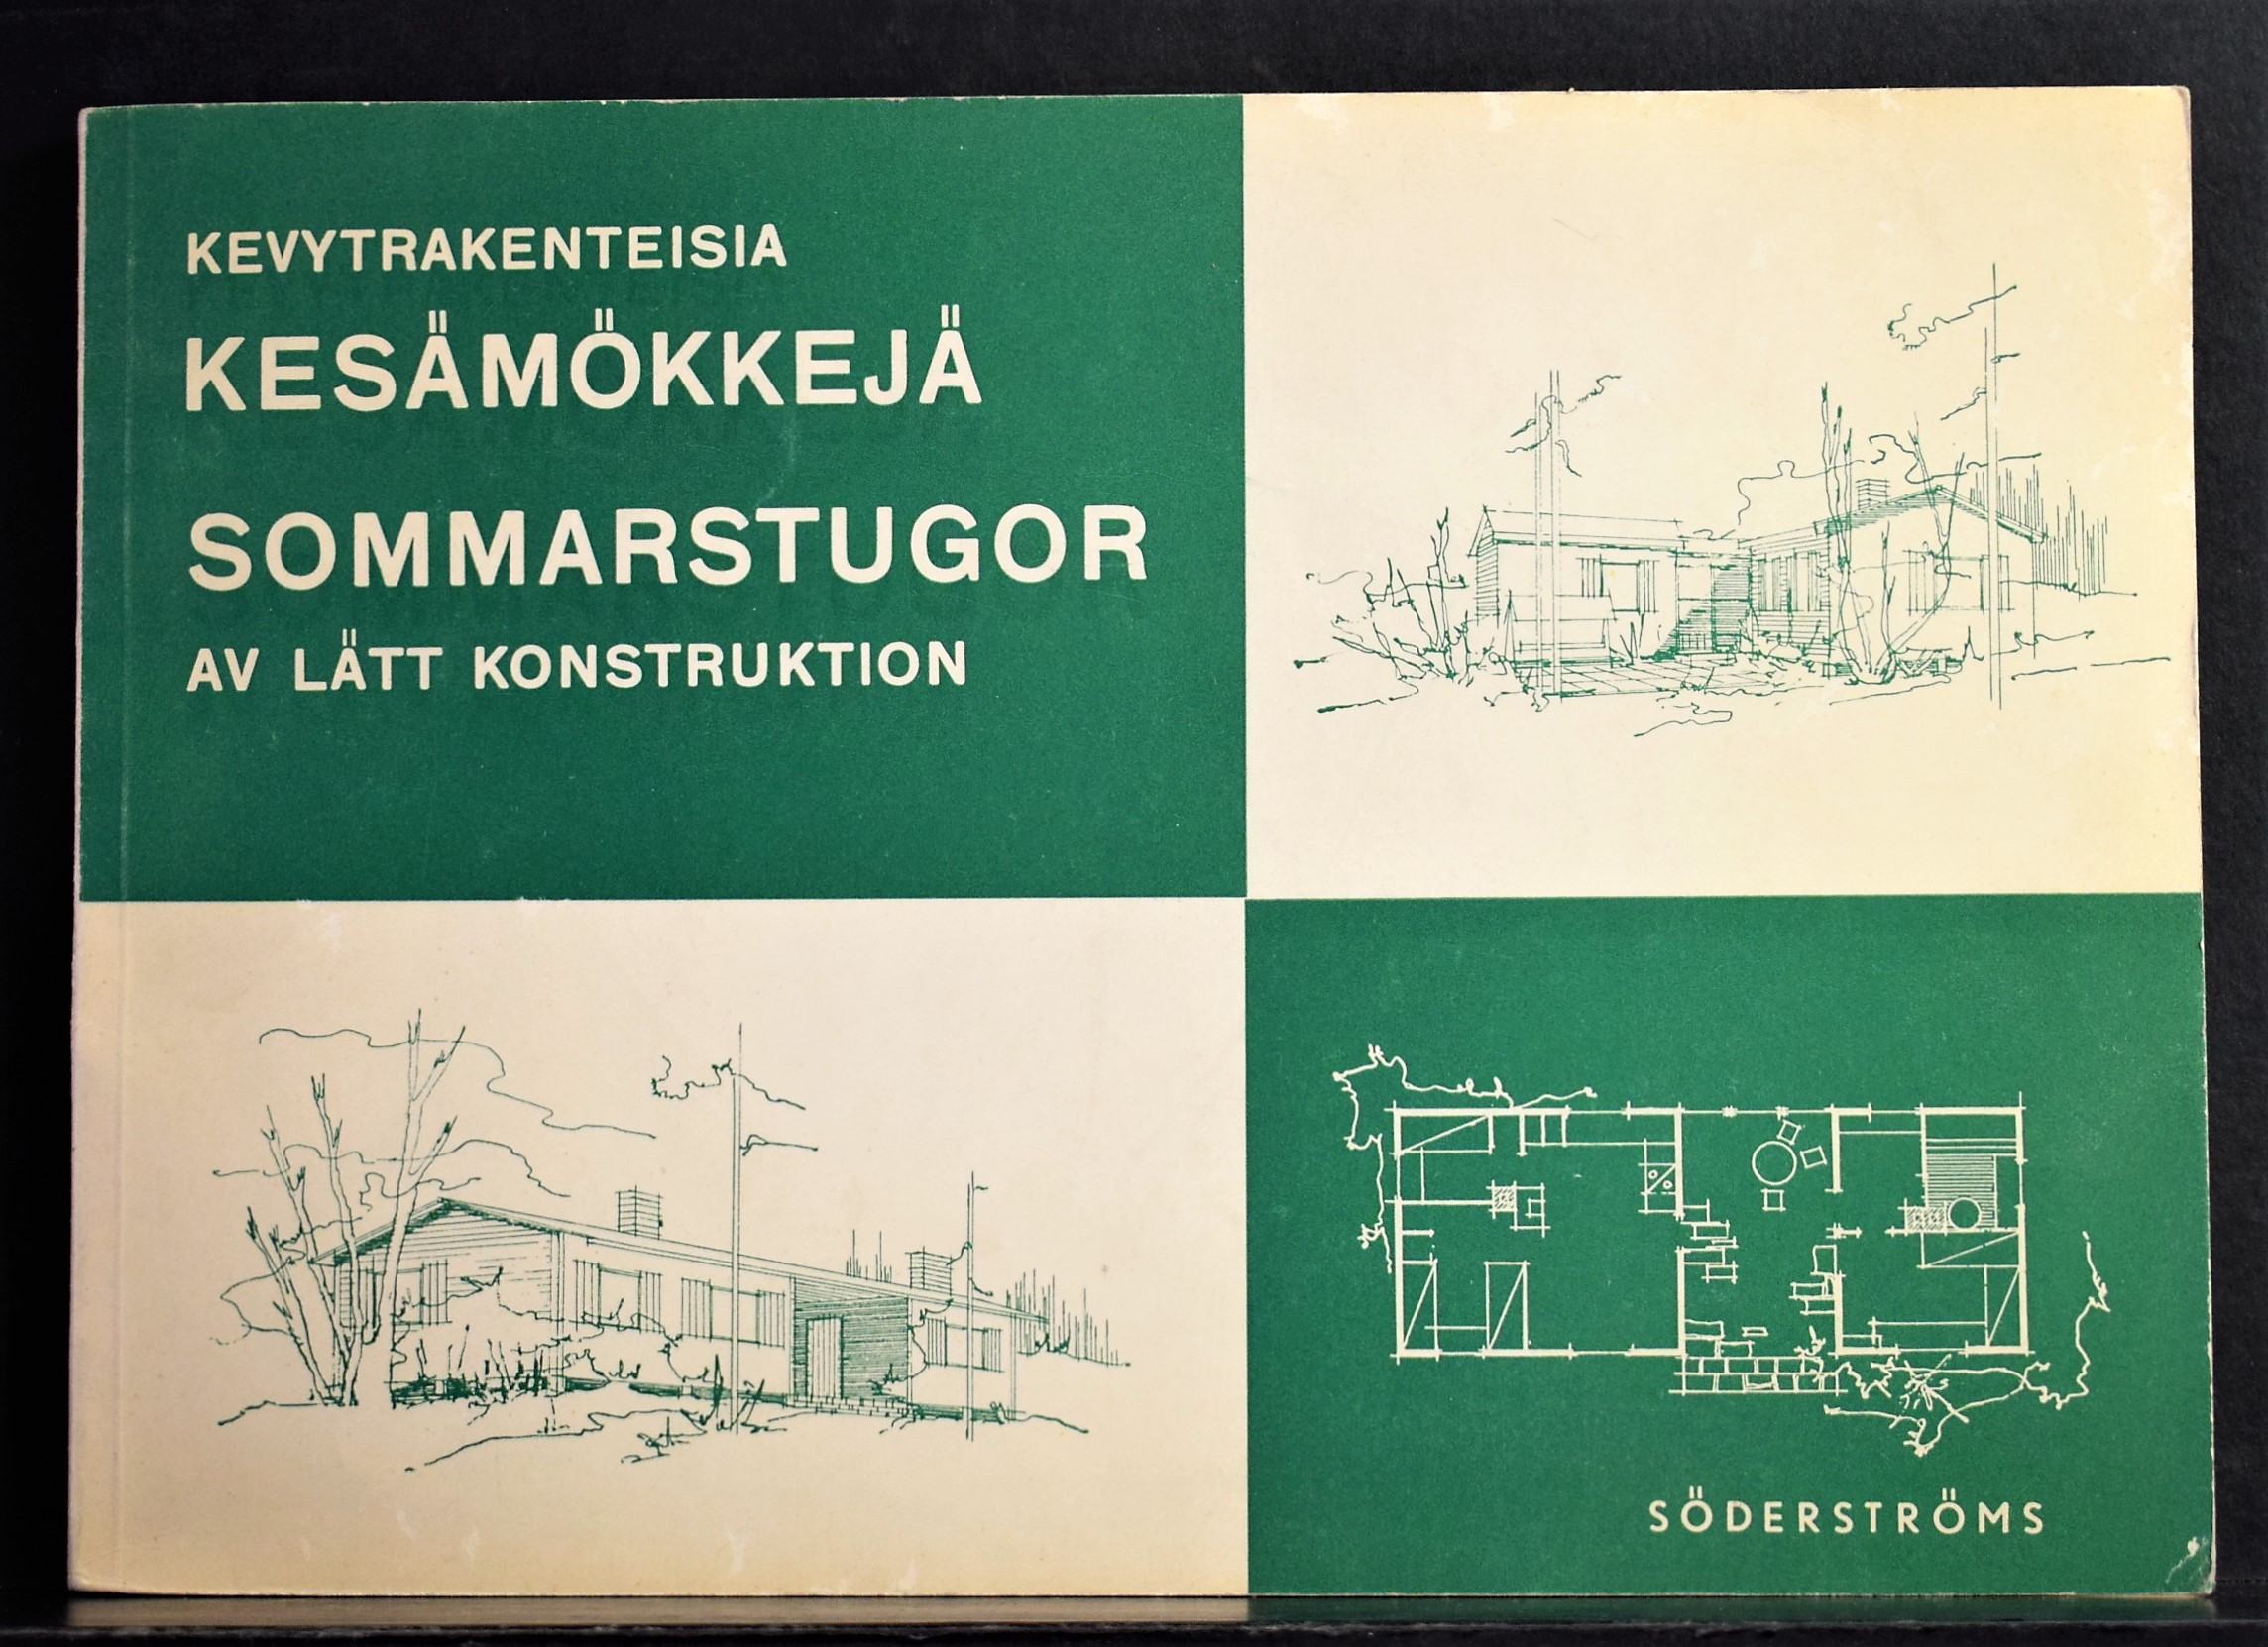 KEVYTRAKENTEISIA
KESÄMÖKKEJÄ
SOMMARSTUGOR
AV LÄTT KONSTRUKTION
SÖDERSTRÖMS